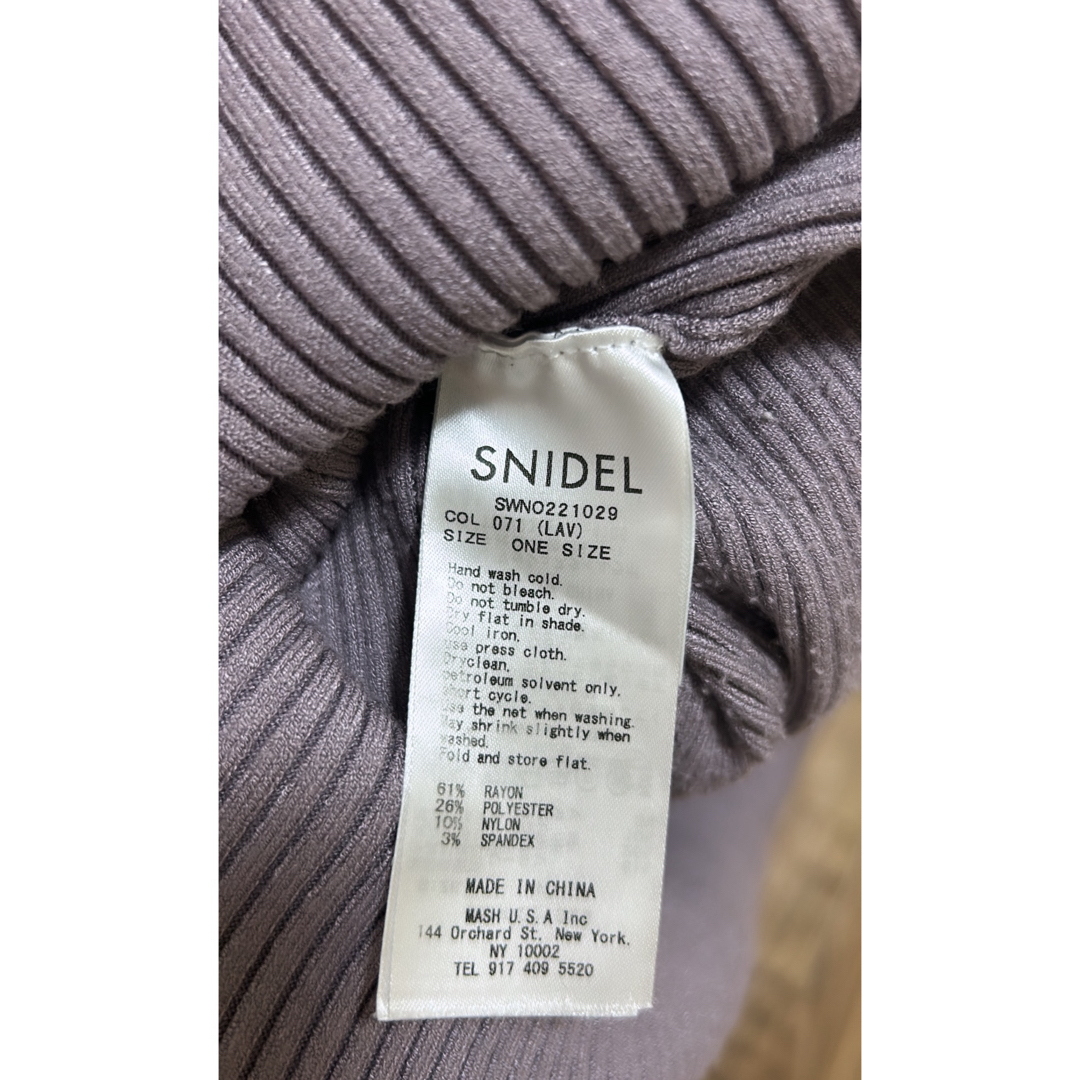 SNIDEL
SWNO221029
COL 071 (LAV)
SIZE ONE SIZE
Hand wash cold.
Do not bleach.
Do not tumble dry.
Dry flat in shade.
Cool iron.
Use press cloth.
Dryclean,
petroleum solvent only,
short cycle.
Use the net when washing.
May shrink slightly when
washed.
Fold and store flat.
61% RAYON
26% POLYESTER
10% NYLON
3% SPANDEX
MADE IN CHINA
MASH U.S.A Inc
144 Orchard St, New York,
NY 10002
TEL 917 409 5520